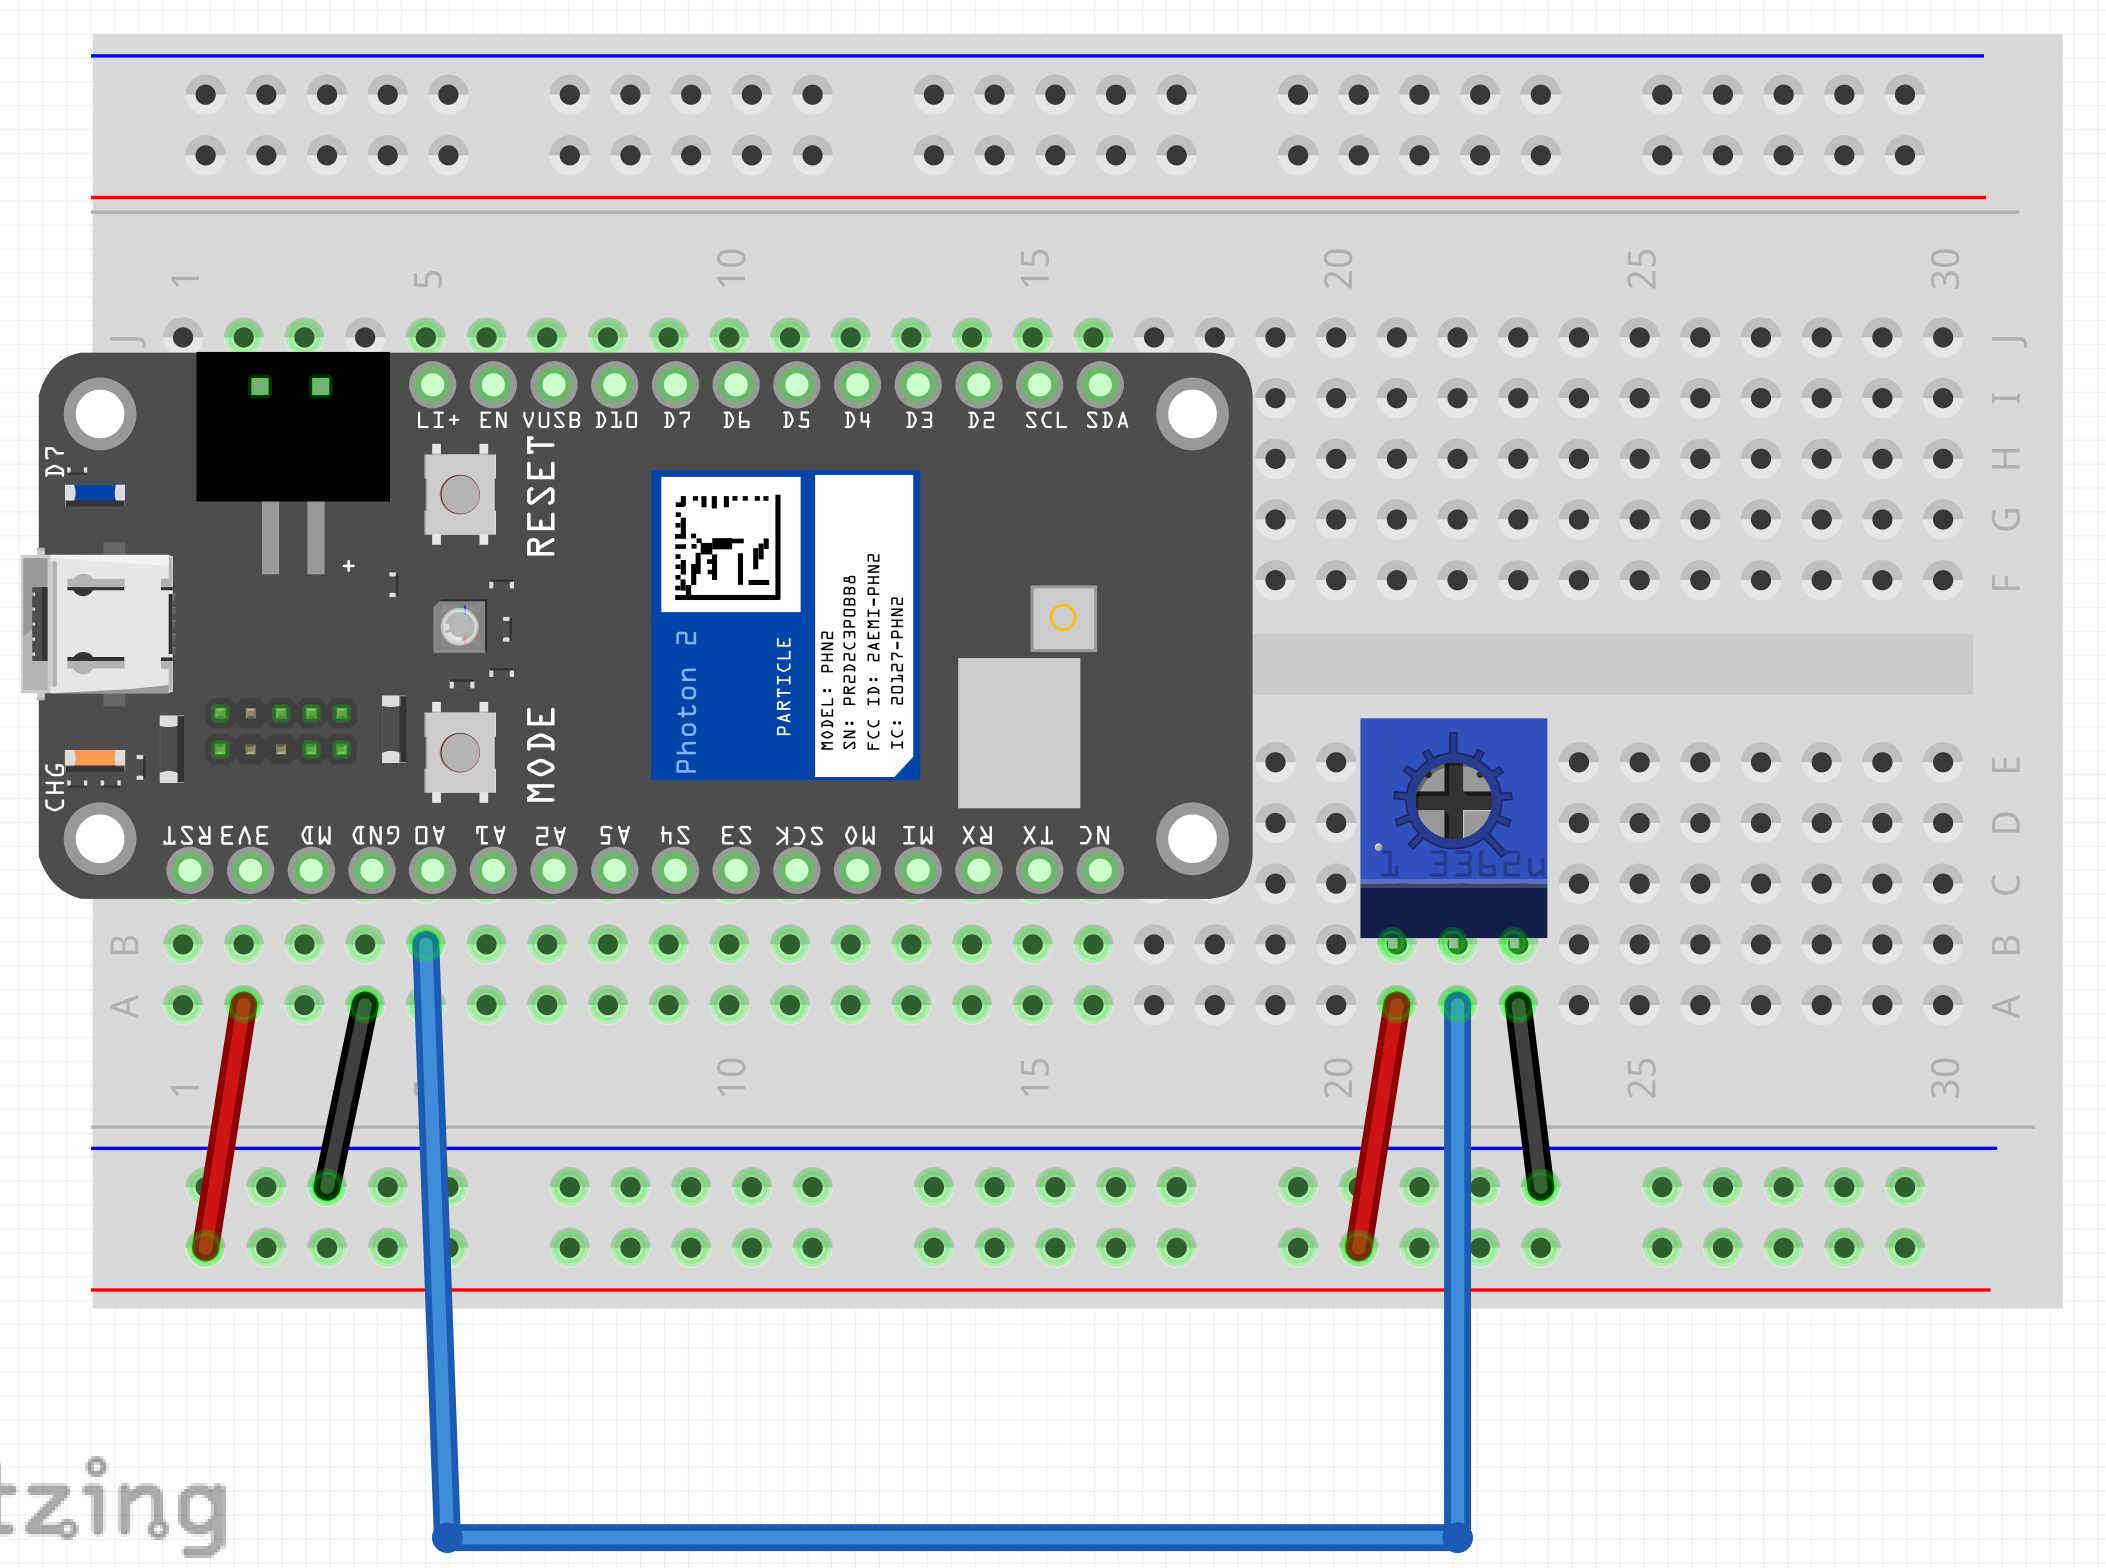 1 5 10 15 20 25 30
J J
LI+ EN VUSB D10 D7 D6 D5 D4 D3 D2 SCL SDA
I
H
G
F
D7
RESET
+
Photon 2
PARTICLE
MODEL: PHN2
SN: PR2D2C3P0BBB
FCC ID: 2AEMI-PHN2
IC: 20127-PHN2
CHG
MODE
RST 3V3 MD GND A0 A1 A2 A5 S4 S3 SCK MO MI RX TX NC
E
D
1 3362u
C
B B
A A
1 10 15 20 25 30
tzing